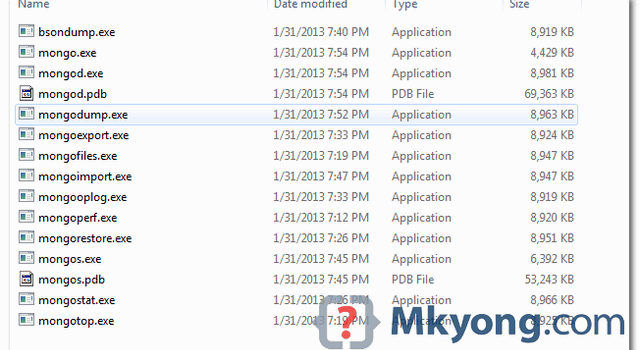 Name Date modified Type Size
bsondump.exe 1/31/2013 7:40 PM Application 8,919 KB
mongo.exe 1/31/2013 7:54 PM Application 4,429 KB
mongod.exe 1/31/2013 7:54 PM Application 8,981 KB
mongod.pdb 1/31/2013 7:54 PM PDB File 69,363 KB
mongodump.exe 1/31/2013 7:52 PM Application 8,963 KB
mongoexport.exe 1/31/2013 7:33 PM Application 8,924 KB
mongofiles.exe 1/31/2013 7:19 PM Application 8,947 KB
mongoimport.exe 1/31/2013 7:47 PM Application 8,947 KB
mongooplog.exe 1/31/2013 7:33 PM Application 8,919 KB
mongoperf.exe 1/31/2013 7:12 PM Application 8,920 KB
mongorestore.exe 1/31/2013 7:26 PM Application 8,951 KB
mongos.exe 1/31/2013 7:45 PM Application 6,392 KB
mongos.pdb 1/31/2013 7:45 PM PDB File 53,243 KB
mongostat.exe 1/31/2013 7:26 PM Application 8,966 KB
mongotop.exe 1/31/2013 7:19 PM Application KB
{?} Mkyong.com